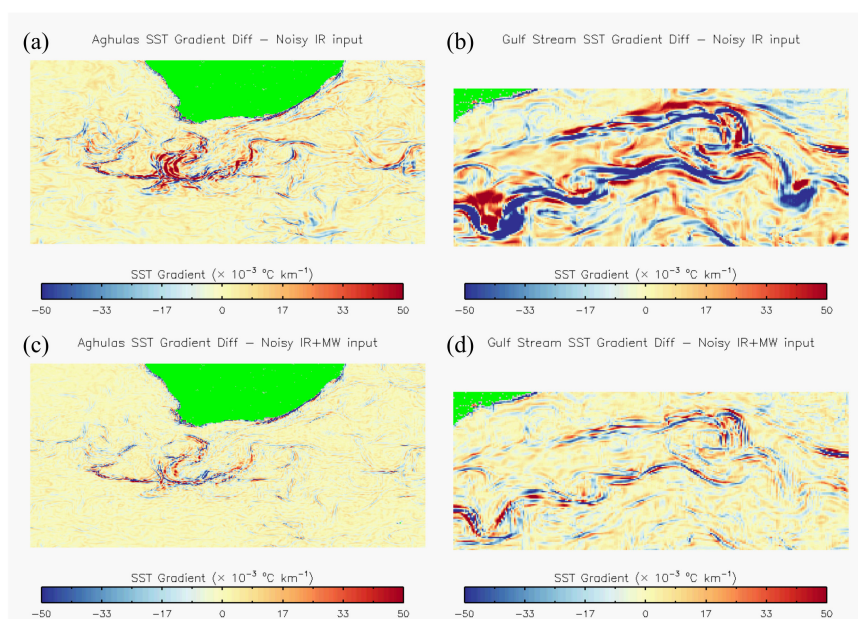 (a) Aghulas SST Gradient Diff – Noisy IR input
(b) Gulf Stream SST Gradient Diff – Noisy IR input
SST Gradient (× 10⁻³ °C km⁻¹)
−50 −33 −17 0 17 33 50
SST Gradient (× 10⁻³ °C km⁻¹)
−50 −33 −17 0 17 33 50
(c) Aghulas SST Gradient Diff – Noisy IR+MW input
(d) Gulf Stream SST Gradient Diff – Noisy IR+MW input
SST Gradient (× 10⁻³ °C km⁻¹)
−50 −33 −17 0 17 33 50
SST Gradient (× 10⁻³ °C km⁻¹)
−50 −33 −17 0 17 33 50